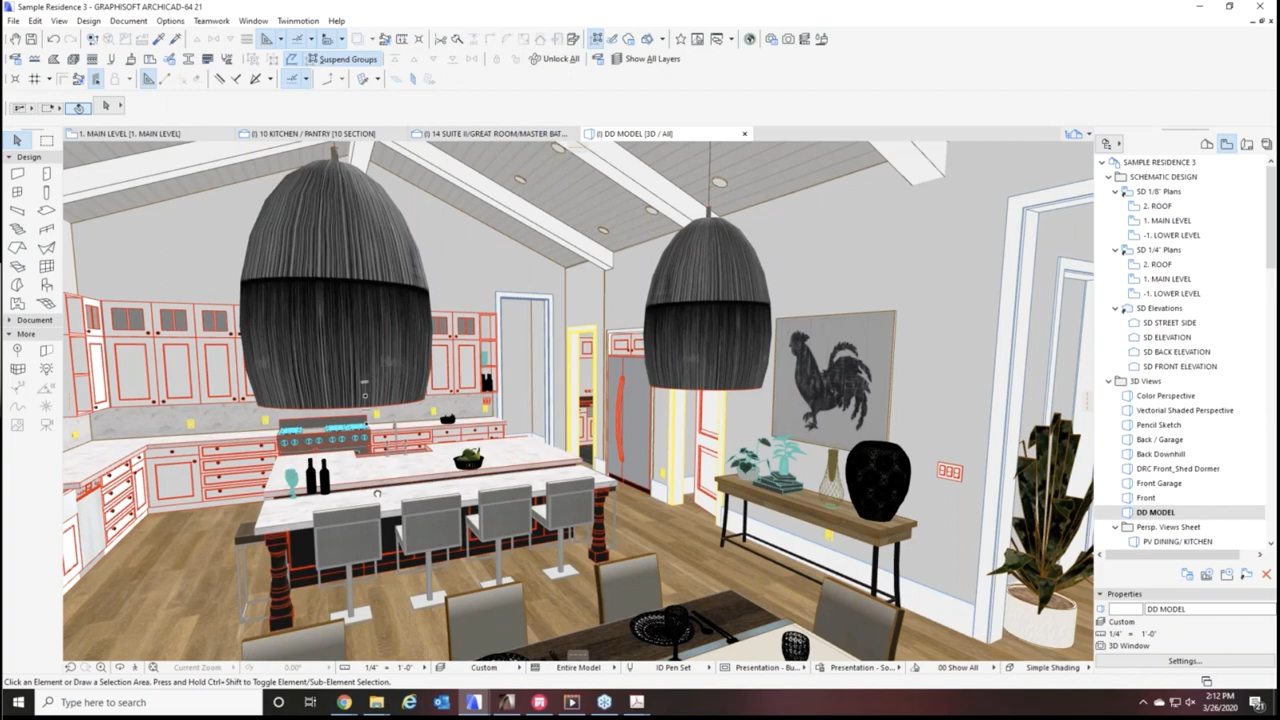 Sample Residence 3 - GRAPHISOFT ARCHICAD-64 21
File Edit View Design Document Options Teamwork Window Twinmotion Help
Suspend Groups
Unlock All
Show All Layers
1. MAIN LEVEL [1. MAIN LEVEL]
(!) 10 KITCHEN / PANTRY [10 SECTION]
(!) 14 SUITE II/GREAT ROOM/MASTER BAT...
(!) DD MODEL [3D / All]
Design
Document
More
SAMPLE RESIDENCE 3
SCHEMATIC DESIGN
SD 1/8" Plans
2. ROOF
1. MAIN LEVEL
-1. LOWER LEVEL
SD 1/4" Plans
2. ROOF
1. MAIN LEVEL
-1. LOWER LEVEL
SD Elevations
SD STREET SIDE
SD ELEVATION
SD BACK ELEVATION
SD FRONT ELEVATION
3D Views
Color Perspective
Vectorial Shaded Perspective
Pencil Sketch
Back / Garage
Back Downhill
DRC Front_Shed Dormer
Front Garage
Front
DD MODEL
Persp. Views Sheet
PV DINING/ KITCHEN
Properties
DD MODEL
Custom
1/4" = 1'-0"
3D Window
Settings...
Current Zoom
0.00°
1/4" = 1'-0"
Custom
Entire Model
ID Pen Set
Presentation - Bu...
Presentation - So...
00 Show All
Simple Shading
Click an Element or Draw a Selection Area. Press and Hold Ctrl+Shift to Toggle Element/Sub-Element Selection.
Type here to search
2:12 PM
3/26/2020
21